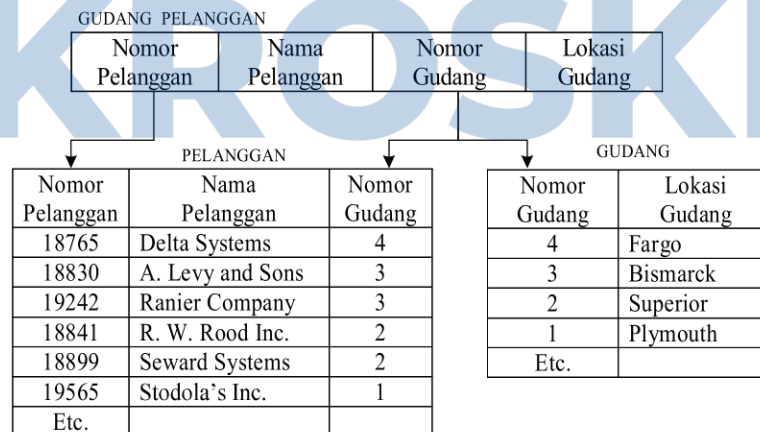 KROSKI
GUDANG PELANGGAN
Nomor Pelanggan Nama Pelanggan Nomor Gudang Lokasi Gudang
PELANGGAN
Nomor Pelanggan Nama Pelanggan Nomor Gudang
18765 Delta Systems 4
18830 A. Levy and Sons 3
19242 Ranier Company 3
18841 R. W. Rood Inc. 2
18899 Seward Systems 2
19565 Stodola’s Inc. 1
Etc.
GUDANG
Nomor Gudang Lokasi Gudang
4 Fargo
3 Bismarck
2 Superior
1 Plymouth
Etc.